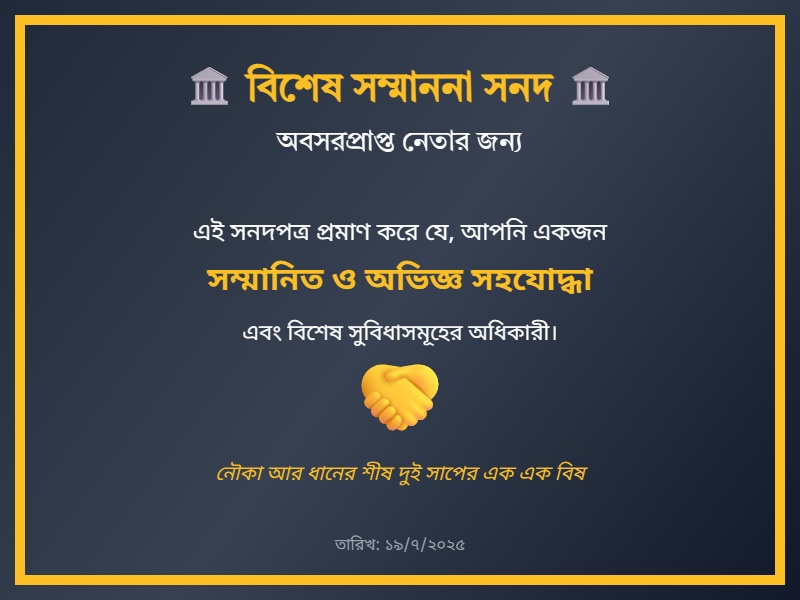 বিশেষ সম্মাননা সনদ
অবসরপ্রাপ্ত নেতার জন্য
এই সনদপত্র প্রমাণ করে যে, আপনি একজন
সম্মানিত ও অভিজ্ঞ সহযোদ্ধা
এবং বিশেষ সুবিধাসমূহের অধিকারী।
নৌকা আর ধানের শীষ দুই সাপের এক এক বিষ
তারিখ: ১৯/৭/২০২৫